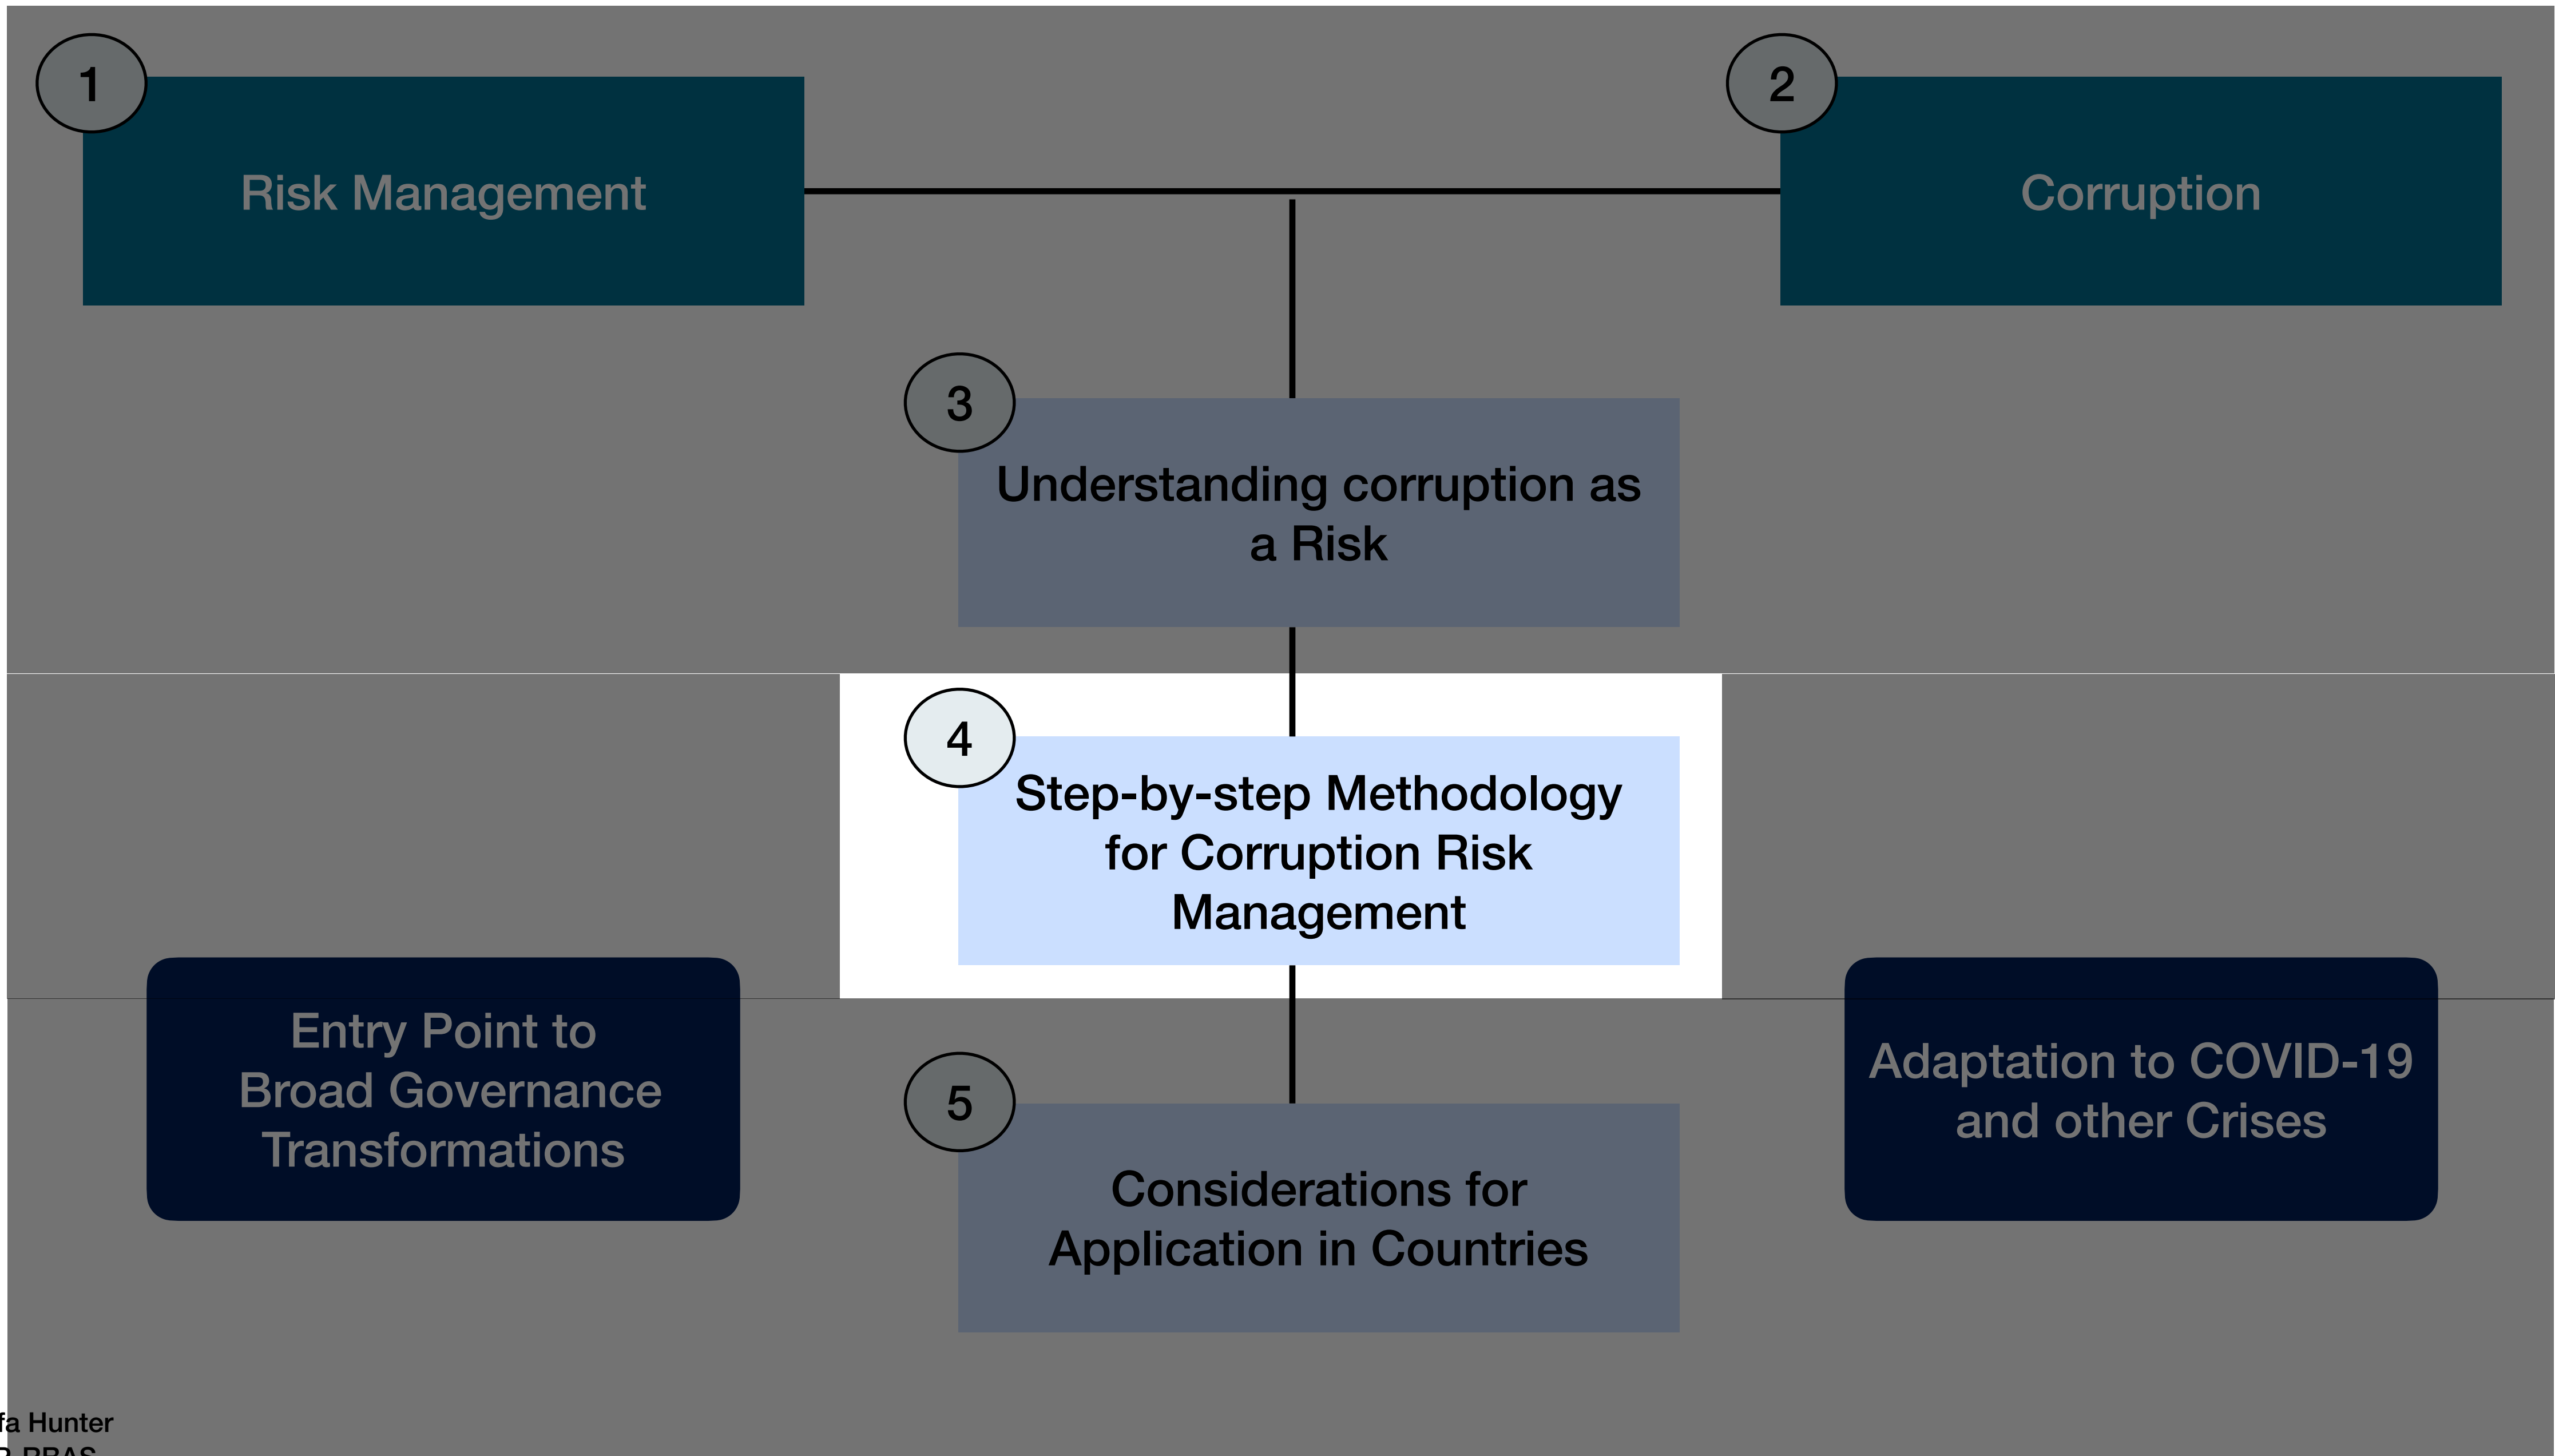 1
Risk Management
2
Corruption
3
Understanding corruption as
a Risk
4
Step-by-step Methodology
for Corruption Risk
Management
Entry Point to
Broad Governance
Transformations
Adaptation to COVID-19
and other Crises
5
Considerations for
Application in Countries
Hunter